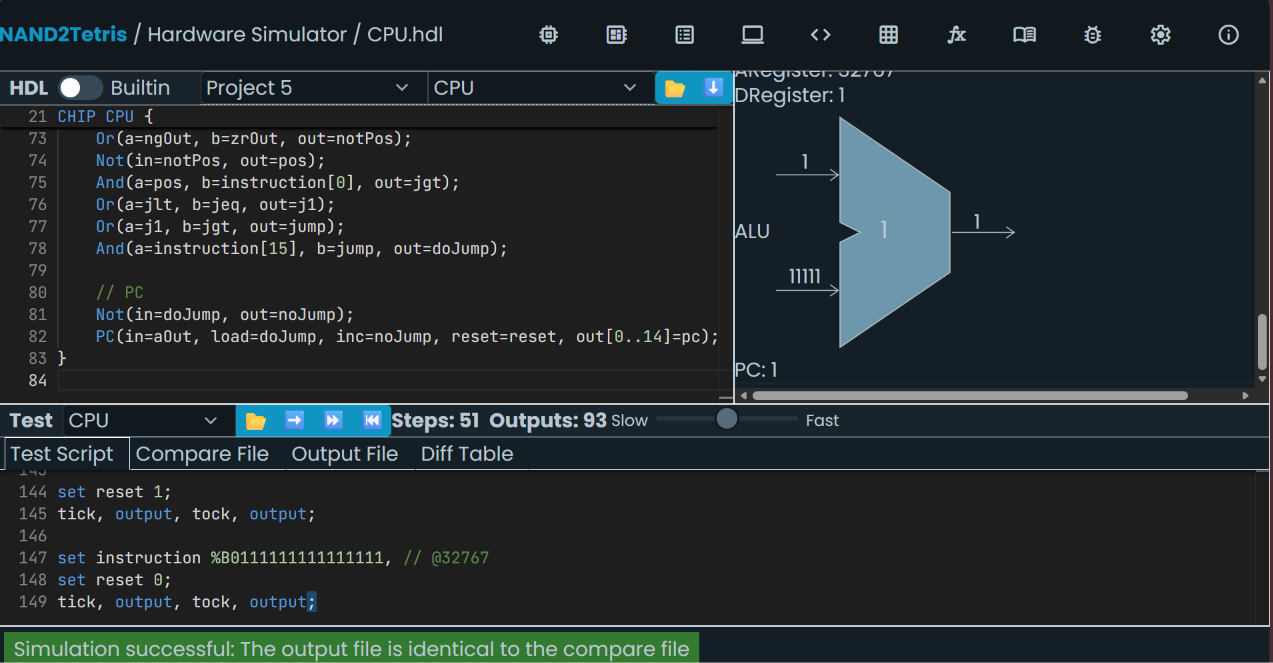 NAND2Tetris / Hardware Simulator / CPU.hdl
HDL Builtin Project 5 CPU
21 CHIP CPU {
73 Or(a=ngOut, b=zrOut, out=notPos);
74 Not(in=notPos, out=pos);
75 And(a=pos, b=instruction[0], out=jgt);
76 Or(a=jlt, b=jeq, out=j1);
77 Or(a=j1, b=jgt, out=jump);
78 And(a=instruction[15], b=jump, out=doJump);
79
80 // PC
81 Not(in=doJump, out=noJump);
82 PC(in=aOut, load=doJump, inc=noJump, reset=reset, out[0..14]=pc);
83 }
84
ARegister: 32767
DRegister: 1
1
ALU 1 1
11111
PC: 1
Test CPU Steps: 51 Outputs: 93 Slow Fast
Test Script Compare File Output File Diff Table
143
144 set reset 1;
145 tick, output, tock, output;
146
147 set instruction %B0111111111111111, // @32767
148 set reset 0;
149 tick, output, tock, output;
Simulation successful: The output file is identical to the compare file